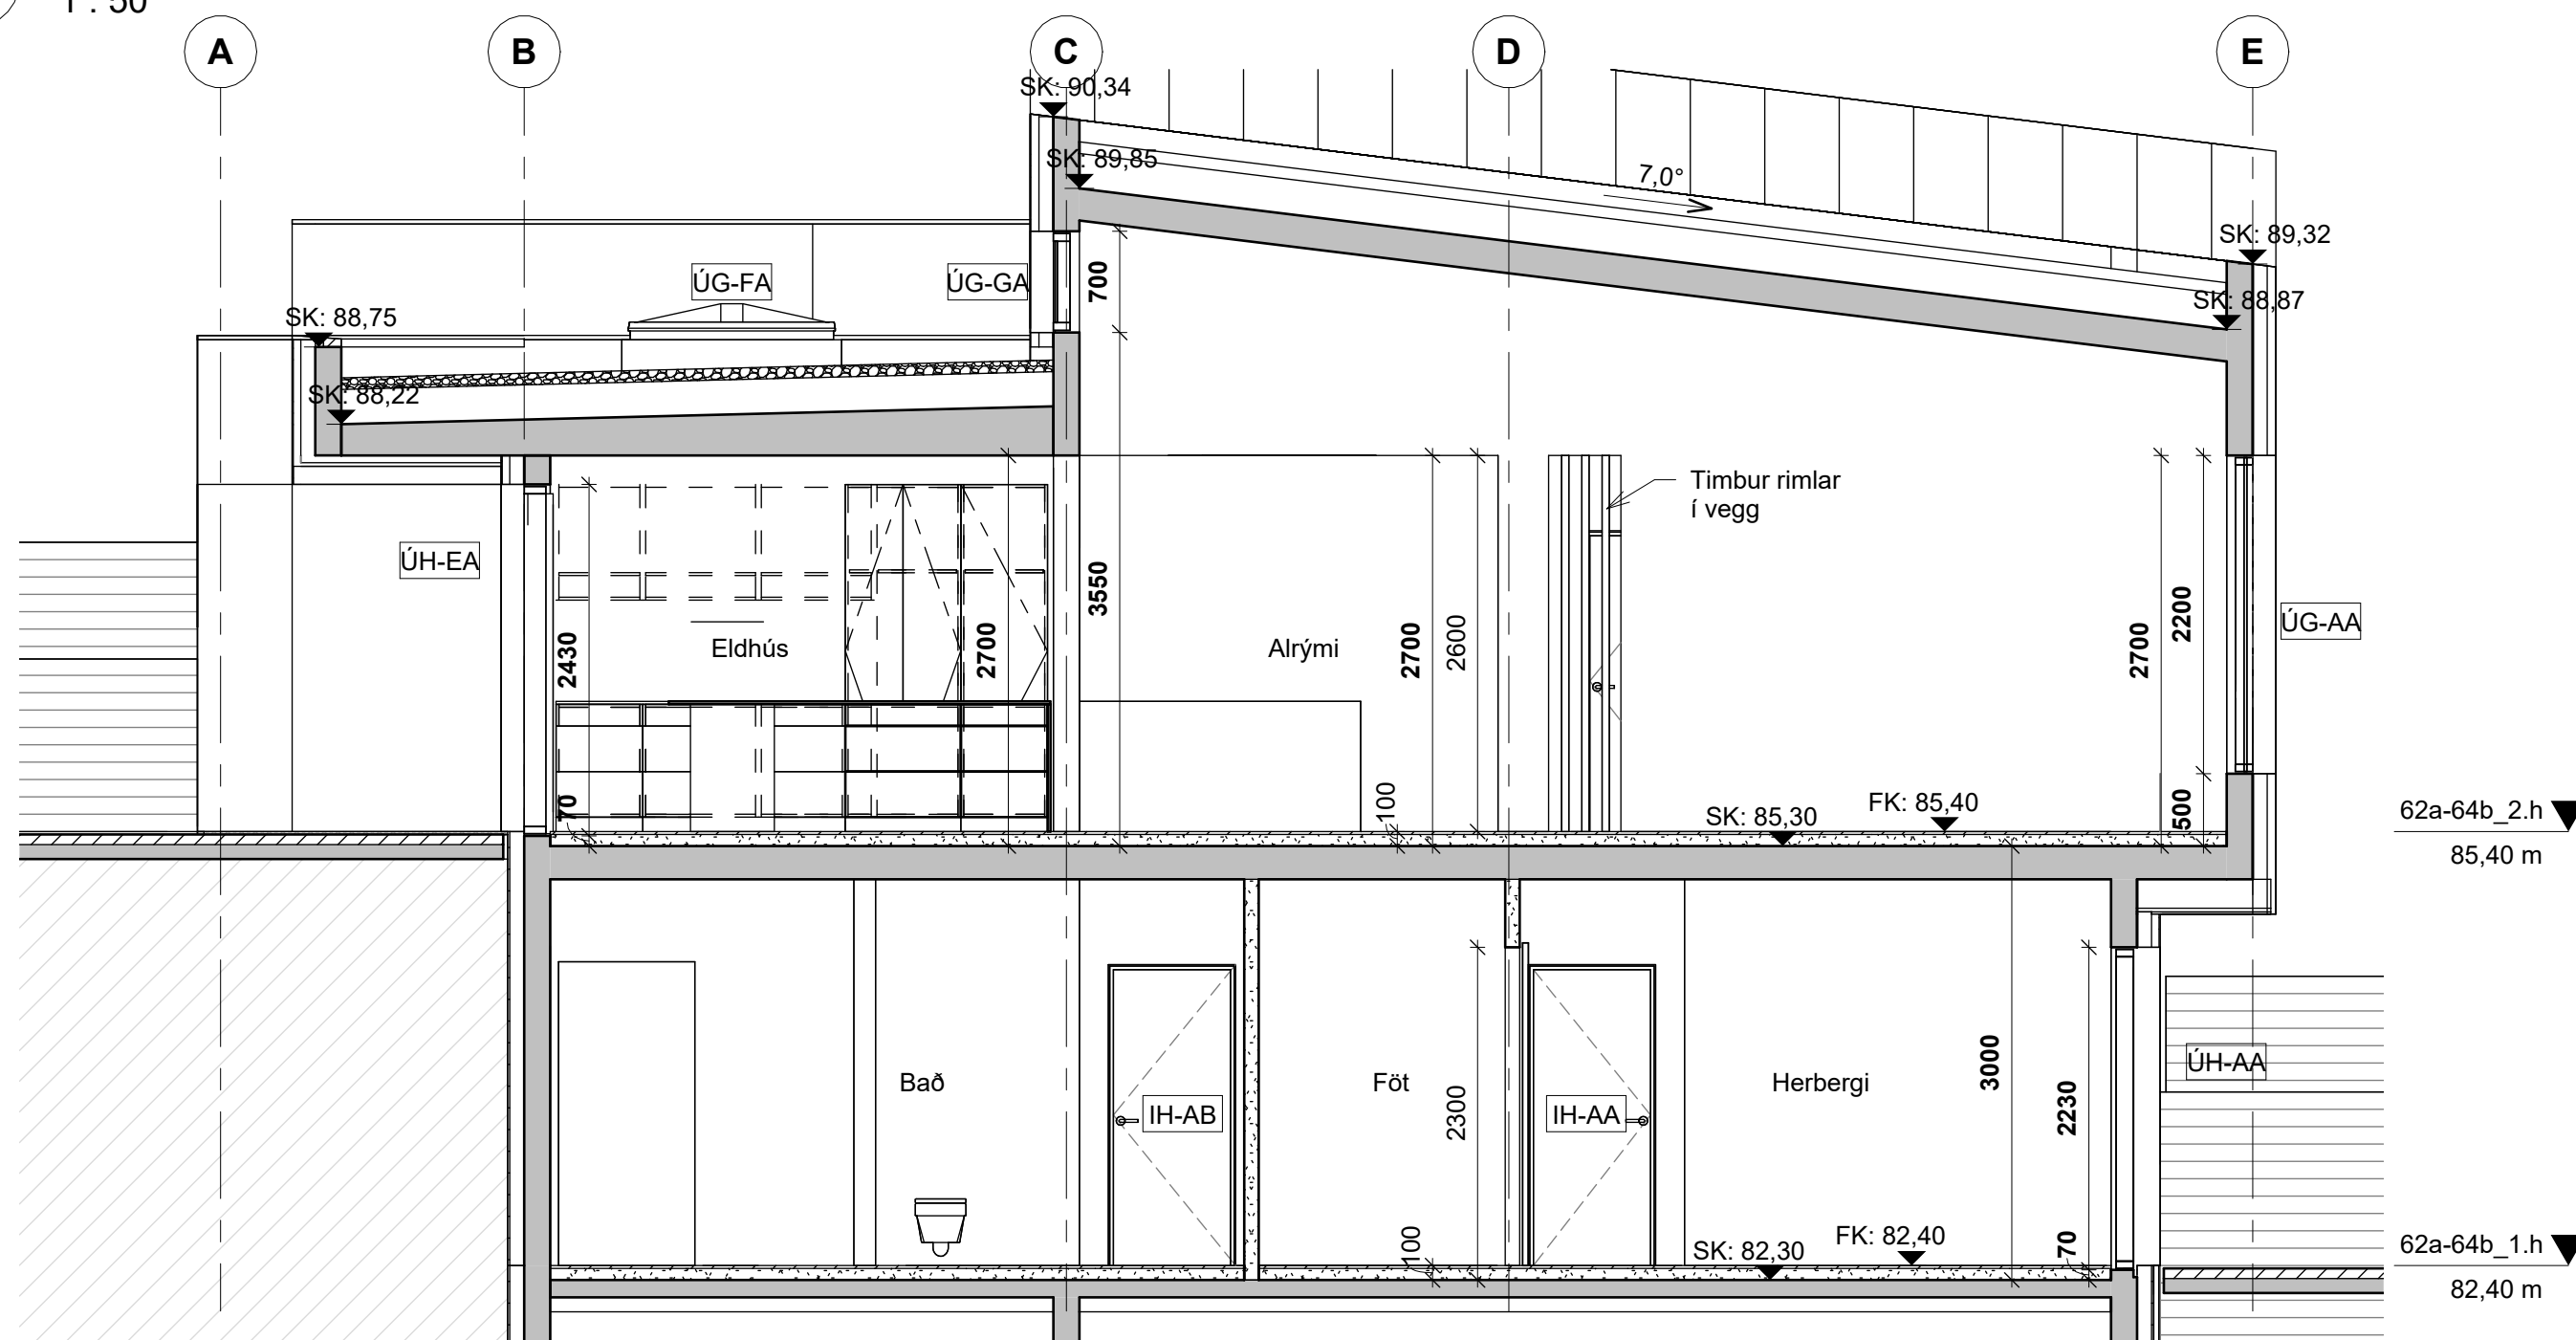 1 : 50
A
B
C
D
E
SK: 90,34
SK: 89,85
7,0°
SK: 89,32
SK: 88,87
ÚG-FA
ÚG-GA
700
SK: 88,75
SK: 88,22
Timbur rimlar
í vegg
ÚH-EA
3550
2430
Eldhús
2700
Alrými
2700
2600
2700
2200
ÚG-AA
70
100
SK: 85,30
FK: 85,40
500
62a-64b_2.h
85,40 m
Bað
IH-AB
Föt
2300
IH-AA
Herbergi
3000
2230
ÚH-AA
100
SK: 82,30
FK: 82,40
70
62a-64b_1.h
82,40 m